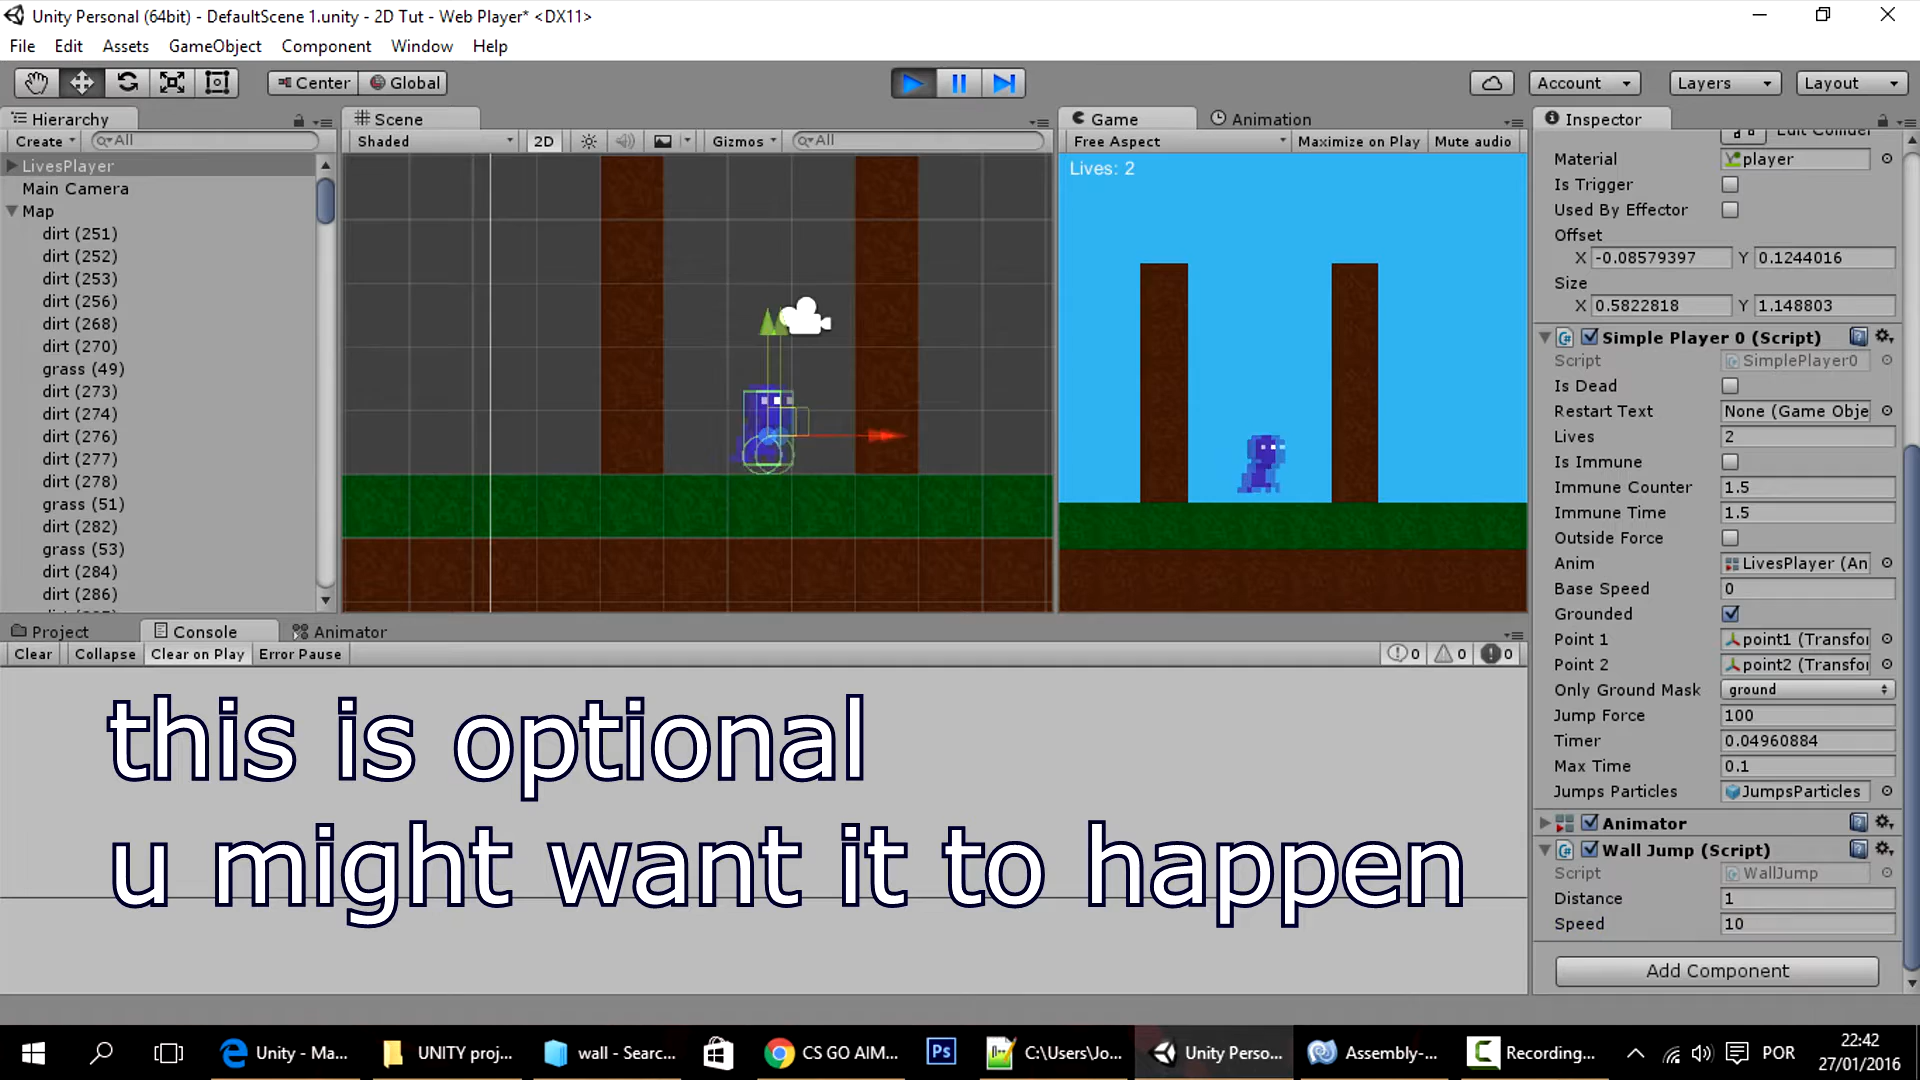 Unity Personal (64bit) - DefaultScene 1.unity - 2D Tut - Web Player* <DX11>
File Edit Assets GameObject Component Window Help
Center Global Account Layers Layout
Hierarchy
Create All
LivesPlayer
Main Camera
Map
dirt (251)
dirt (252)
dirt (253)
dirt (256)
dirt (268)
dirt (270)
grass (49)
dirt (273)
dirt (274)
dirt (276)
dirt (277)
dirt (278)
grass (51)
dirt (282)
grass (53)
dirt (284)
dirt (286)
Scene
Shaded 2D Gizmos All
Game Animation
Free Aspect Maximize on Play Mute audio
Lives: 2
Inspector
Edit Collider
Material player
Is Trigger
Used By Effector
Offset
X -0.08579397 Y 0.1244016
Size
X 0.5822818 Y 1.148803
Simple Player 0 (Script)
Script SimplePlayer0
Is Dead
Restart Text None (Game Obje
Lives 2
Is Immune
Immune Counter 1.5
Immune Time 1.5
Outside Force
Anim LivesPlayer (An
Base Speed 0
Grounded
Point 1 point1 (Transfor
Point 2 point2 (Transfor
Only Ground Mask ground
Jump Force 100
Timer 0.04960884
Max Time 0.1
Jumps Particles JumpsParticles
Animator
Wall Jump (Script)
Script WallJump
Distance 1
Speed 10
Add Component
Project Console Animator
Clear Collapse Clear on Play Error Pause 0 0 0
this is optional
u might want it to happen
Unity - Ma... UNITY proj... wall - Searc... CS GO AIM... Ps C:\Users\Jo... Unity Perso... Assembly-... Recording... POR
22:42
27/01/2016